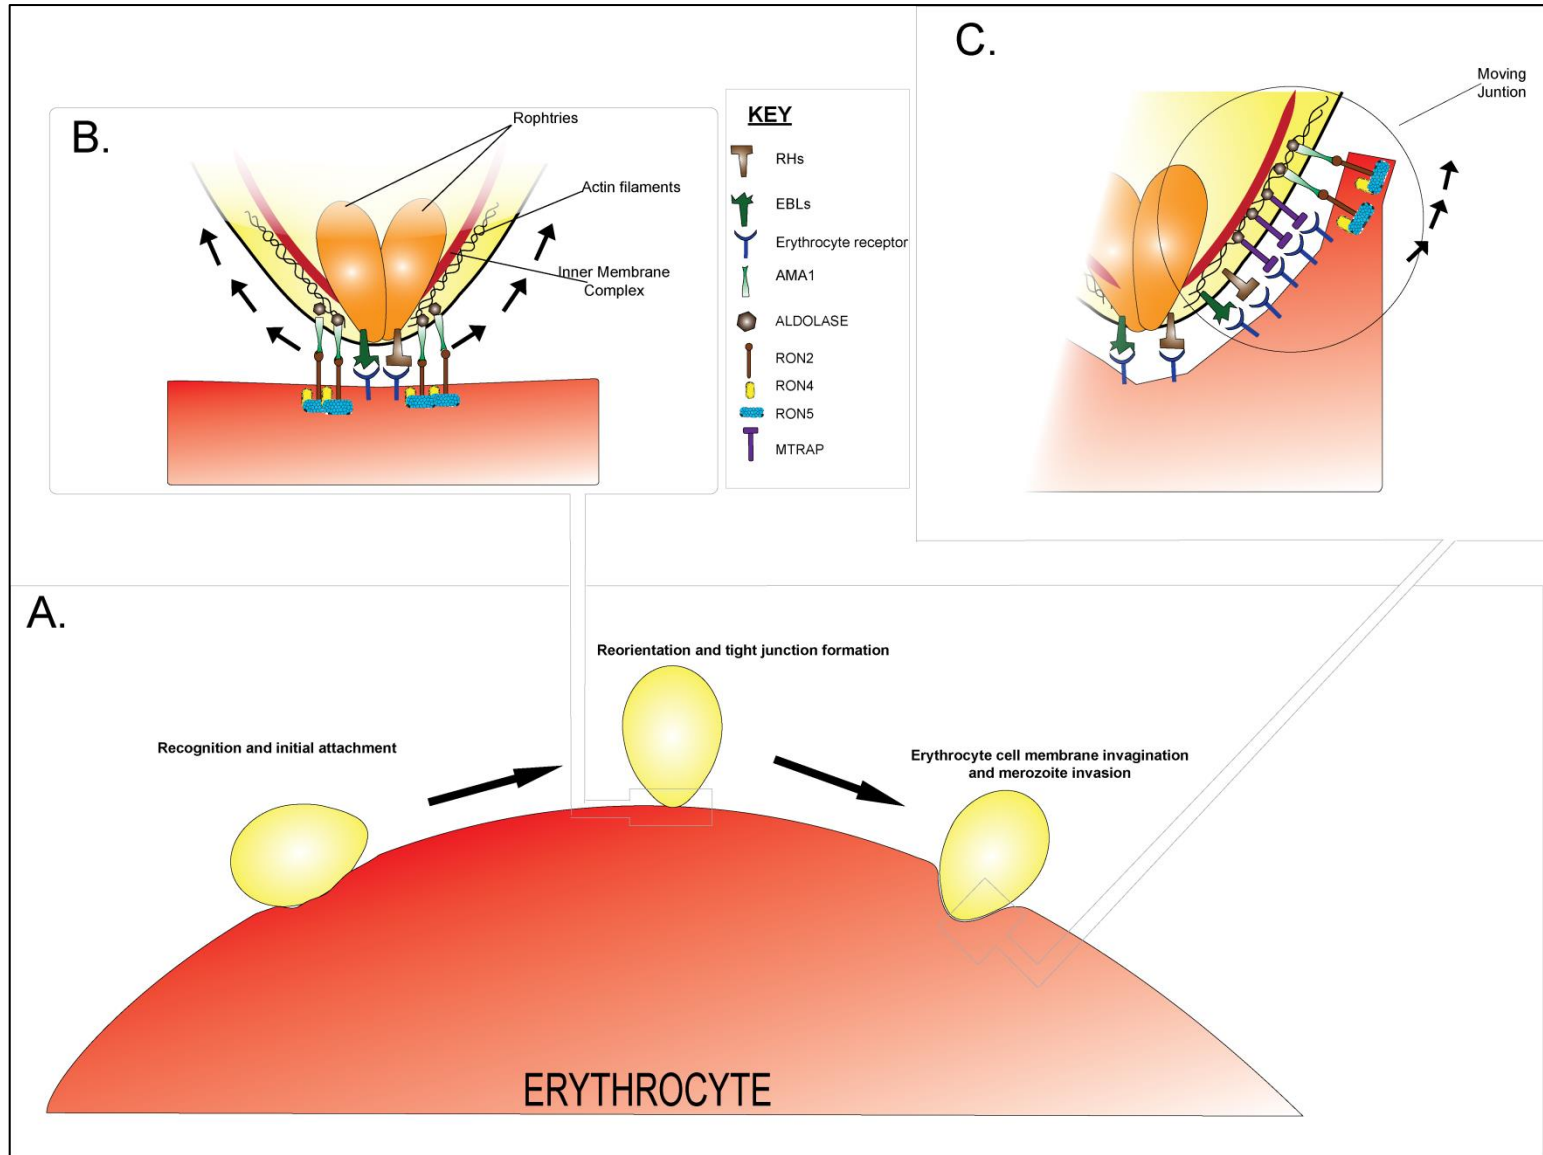 B.
Rophtries
Actin filaments
Inner Membrane
Complex
KEY
RHs
EBLs
Erythrocyte receptor
AMA1
ALDOLASE
RON2
RON4
RON5
MTRAP
C.
Moving
Juntion
A.
Reorientation and tight junction formation
Recognition and initial attachment
Erythrocyte cell membrane invagination
and merozoite invasion
ERYTHROCYTE